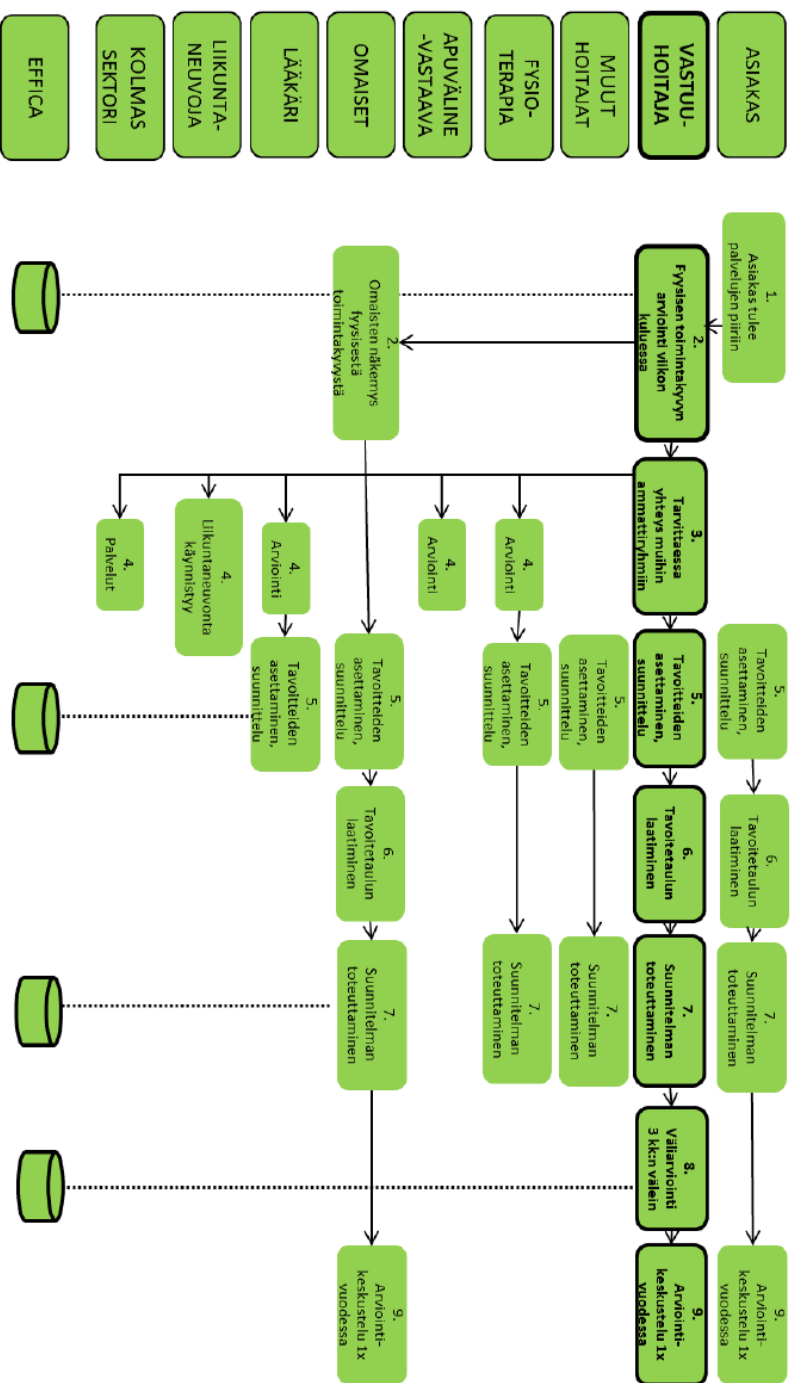 ASIAKAS
1.
Asiakas tulee
palvelujen piiriin
5.
Tavoitteiden
asettaminen,
suunnittelu
6.
Tavoitetaulun
laatiminen
7.
Suunnitelman
toteuttaminen
9.
Arviointi-
keskustelu 1x
vuodessa
VASTUU-
HOITAJA
2.
Fyysisen toimintakyvyn
arviointi viikon
kuluessa
3.
Tarvittaessa
yhteys muihin
ammattiryhmiin
5.
Tavoitteiden
asettaminen,
suunnittelu
6.
Tavoitetaulun
laatiminen
7.
Suunnitelman
toteuttaminen
8.
Väliarviointi
3 kk:n välein
9.
Arviointi-
keskustelu 1x
vuodessa
MUUT
HOITAJAT
5.
Tavoitteiden
asettaminen,
suunnittelu
7.
Suunnitelman
toteuttaminen
FYSIO-
TERAPIA
4.
Arviointi
5.
Tavoitteiden
asettaminen,
suunnittelu
7.
Suunnitelman
toteuttaminen
APUVÄLINE
-VASTAAVA
4.
Arviointi
OMAISET
2.
Omaisten näkemys
fyysisestä
toimintakyvystä
5.
Tavoitteiden
asettaminen,
suunnittelu
6.
Tavoitetaulun
laatiminen
7.
Suunnitelman
toteuttaminen
9.
Arviointi-
keskustelu 1x
vuodessa
LÄÄKÄRI
4.
Arviointi
5.
Tavoitteiden
asettaminen,
suunnittelu
LIIKUNTA-
NEUVOJA
4.
Liikuntaneuvonta
käynnistyy
KOLMAS
SEKTORI
4.
Palvelut
EFFICA